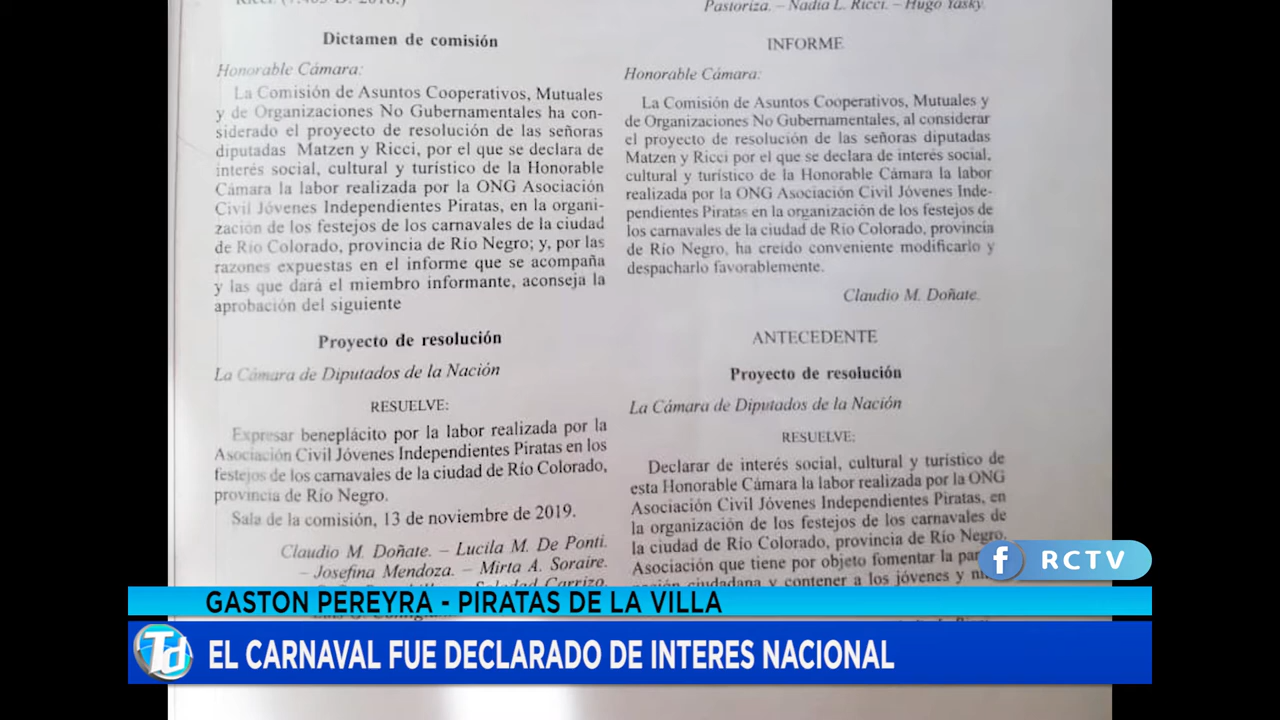 Pastoriza. – Nadia L. Ricci. – Hugo Yasky.
Dictamen de comisión
Honorable Cámara:
La Comisión de Asuntos Cooperativos, Mutuales
y de Organizaciones No Gubernamentales ha con-
siderado el proyecto de resolución de las señoras
diputadas Matzen y Ricci, por el que se declara de
interés social, cultural y turístico de la Honorable
Cámara la labor realizada por la ONG Asociación
Civil Jóvenes Independientes Piratas, en la organi-
zación de los festejos de los carnavales de la ciudad
de Río Colorado, provincia de Río Negro; y, por las
razones expuestas en el informe que se acompaña
y las que dará el miembro informante, aconseja la
aprobación del siguiente
Proyecto de resolución
La Cámara de Diputados de la Nación
RESUELVE:
Expresar beneplácito por la labor realizada por la
Asociación Civil Jóvenes Independientes Piratas en los
festejos de los carnavales de la ciudad de Río Colorado,
provincia de Río Negro.
Sala de la comisión, 13 de noviembre de 2019.
Claudio M. Doñate. – Lucila M. De Ponti.
– Josefina Mendoza. – Mirta A. Soraire.
Soledad Carrizo.
INFORME
Honorable Cámara:
La Comisión de Asuntos Cooperativos, Mutuales y
de Organizaciones No Gubernamentales, al considerar
el proyecto de resolución de las señoras diputadas
Matzen y Ricci por el que se declara de interés social,
cultural y turístico de la Honorable Cámara la labor
realizada por la ONG Asociación Civil Jóvenes Inde-
pendientes Piratas en la organización de los festejos de
los carnavales de la ciudad de Río Colorado, provincia
de Río Negro, ha creído conveniente modificarlo y
despacharlo favorablemente.
Claudio M. Doñate.
ANTECEDENTE
Proyecto de resolución
La Cámara de Diputados de la Nación
RESUELVE:
Declarar de interés social, cultural y turístico de
esta Honorable Cámara la labor realizada por la ONG
Asociación Civil Jóvenes Independientes Piratas, en
la organización de los festejos de los carnavales de
la ciudad de Río Colorado, provincia de Río Negro.
Asociación que tiene por objeto fomentar la
ciudadana y contener a los jóvenes y
f RCTV
GASTON PEREYRA - PIRATAS DE LA VILLA
Td EL CARNAVAL FUE DECLARADO DE INTERES NACIONAL